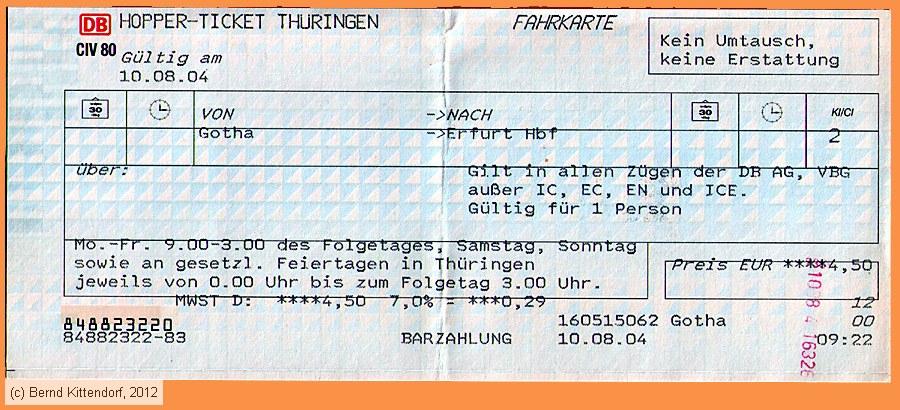 DB HOPPER-TICKET THÜRINGEN FAHRKARTE
CIV 80 Gültig am
10.08.04
Kein Umtausch,
keine Erstattung
30 VON ->NACH 30 Kl/Cl
Gotha ->Erfurt Hbf 2
über: Gilt in allen Zügen der DB AG, VBG
außer IC, EC, EN und ICE.
Gültig für 1 Person
Mo.-Fr. 9.00-3.00 des Folgetages, Samstag, Sonntag
sowie an gesetzl. Feiertagen in Thüringen
jeweils von 0.00 Uhr bis zum Folgetag 3.00 Uhr.
Preis EUR ****4,50
MWST D: ****4,50 7,0% = ***0,29 12
848823220 160515062 Gotha 00
84882322-83 BARZAHLUNG 10.08.04 09:22
(c) Bernd Kittendorf, 2012